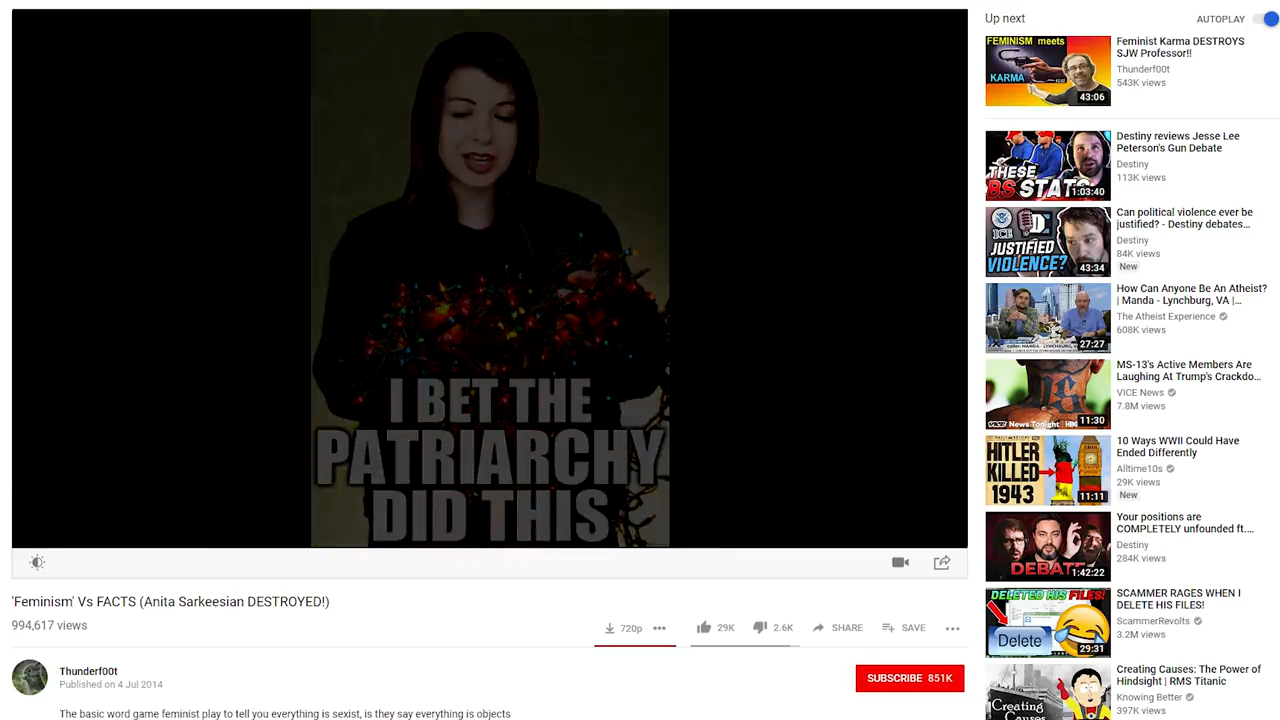 Up next
AUTOPLAY
I BET THE
PATRIARCHY
DID THIS
'Feminism' Vs FACTS (Anita Sarkeesian DESTROYED!)
994,617 views
720p
29K
2.6K
SHARE
SAVE
Thunderf00t
Published on 4 Jul 2014
SUBSCRIBE 851K
The basic word game feminist play to tell you everything is sexist, is they say everything is objects
FEMINISM meets
KARMA
43:06
Feminist Karma DESTROYS
SJW Professor!!
Thunderf00t
543K views
THESE
BS STATS
1:03:40
Destiny reviews Jesse Lee
Peterson's Gun Debate
Destiny
113K views
ICE
JUSTIFIED
VIOLENCE?
43:34
Can political violence ever be
justified? - Destiny debates...
Destiny
84K views
New
27:27
How Can Anyone Be An Atheist?
| Manda - Lynchburg, VA |...
The Atheist Experience
608K views
VICE News Tonight | HBO
11:30
MS-13's Active Members Are
Laughing At Trump's Crackdo...
VICE News
7.8M views
HITLER
KILLED
1943
11:11
10 Ways WWII Could Have
Ended Differently
Alltime10s
29K views
New
DEBATE
1:42:22
Your positions are
COMPLETELY unfounded ft....
Destiny
284K views
DELETED HIS FILES!
Delete
29:31
SCAMMER RAGES WHEN I
DELETE HIS FILES!
ScammerRevolts
3.2M views
Creating
Causes
Creating Causes: The Power of
Hindsight | RMS Titanic
Knowing Better
397K views